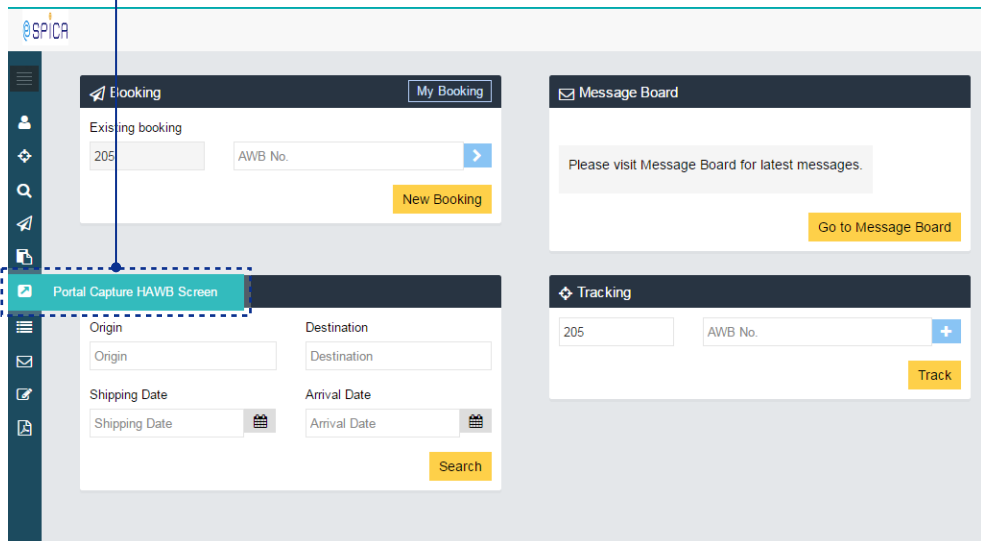 @SPICA
Booking
My Booking
Existing booking
205
AWB No.
New Booking
Message Board
Please visit Message Board for latest messages.
Go to Message Board
Portal Capture HAWB Screen
Origin
Destination
Origin
Destination
Shipping Date
Arrival Date
Shipping Date
Arrival Date
Search
Tracking
205
AWB No.
Track